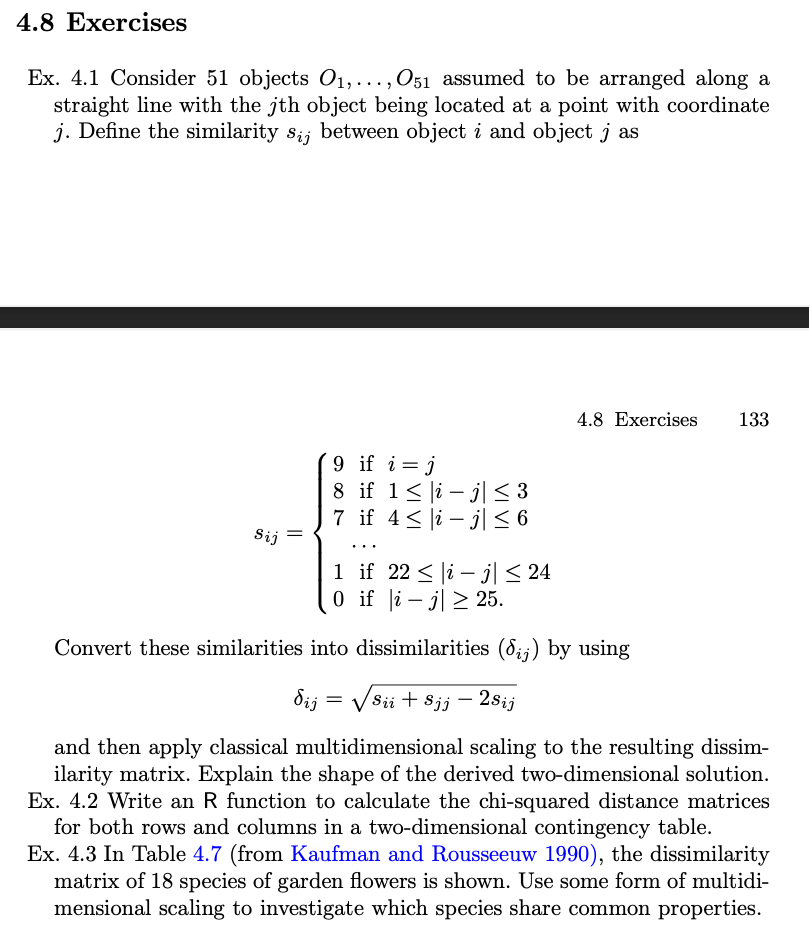 4.8 Exercises
Ex. 4.1 Consider 51 objects O₁, . . . , O₅₁ assumed to be arranged along a
straight line with the jth object being located at a point with coordinate
j. Define the similarity sᵢⱼ between object i and object j as
4.8 Exercises 133
sᵢⱼ = {
9 if i = j
8 if 1 ≤ |i − j| ≤ 3
7 if 4 ≤ |i − j| ≤ 6
· · ·
1 if 22 ≤ |i − j| ≤ 24
0 if |i − j| ≥ 25.
Convert these similarities into dissimilarities (δᵢⱼ) by using
δᵢⱼ = √(sᵢᵢ + sⱼⱼ − 2sᵢⱼ)
and then apply classical multidimensional scaling to the resulting dissim-
ilarity matrix. Explain the shape of the derived two-dimensional solution.
Ex. 4.2 Write an R function to calculate the chi-squared distance matrices
for both rows and columns in a two-dimensional contingency table.
Ex. 4.3 In Table 4.7 (from Kaufman and Rousseeuw 1990), the dissimilarity
matrix of 18 species of garden flowers is shown. Use some form of multidi-
mensional scaling to investigate which species share common properties.